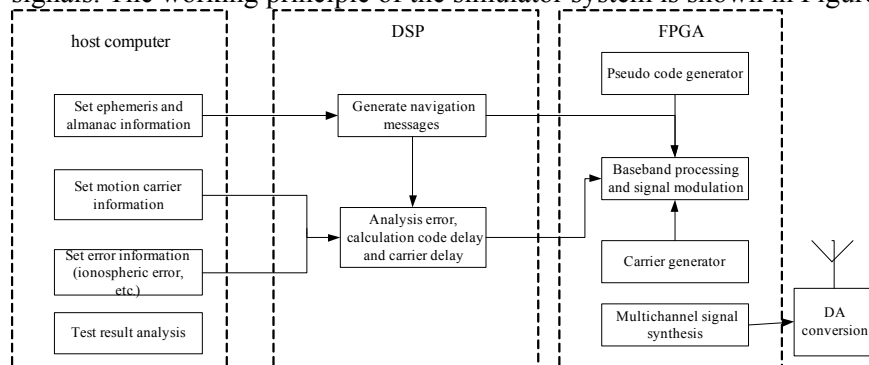 signals. The working principle of the simulator system is shown in Figure
host computer
DSP
FPGA
Set ephemeris and
almanac information
Set motion carrier
information
Set error information
(ionospheric error,
etc.)
Test result analysis
Generate navigation
messages
Analysis error,
calculation code delay
and carrier delay
Pseudo code generator
Baseband processing
and signal modulation
Carrier generator
Multichannel signal
synthesis
DA
conversion